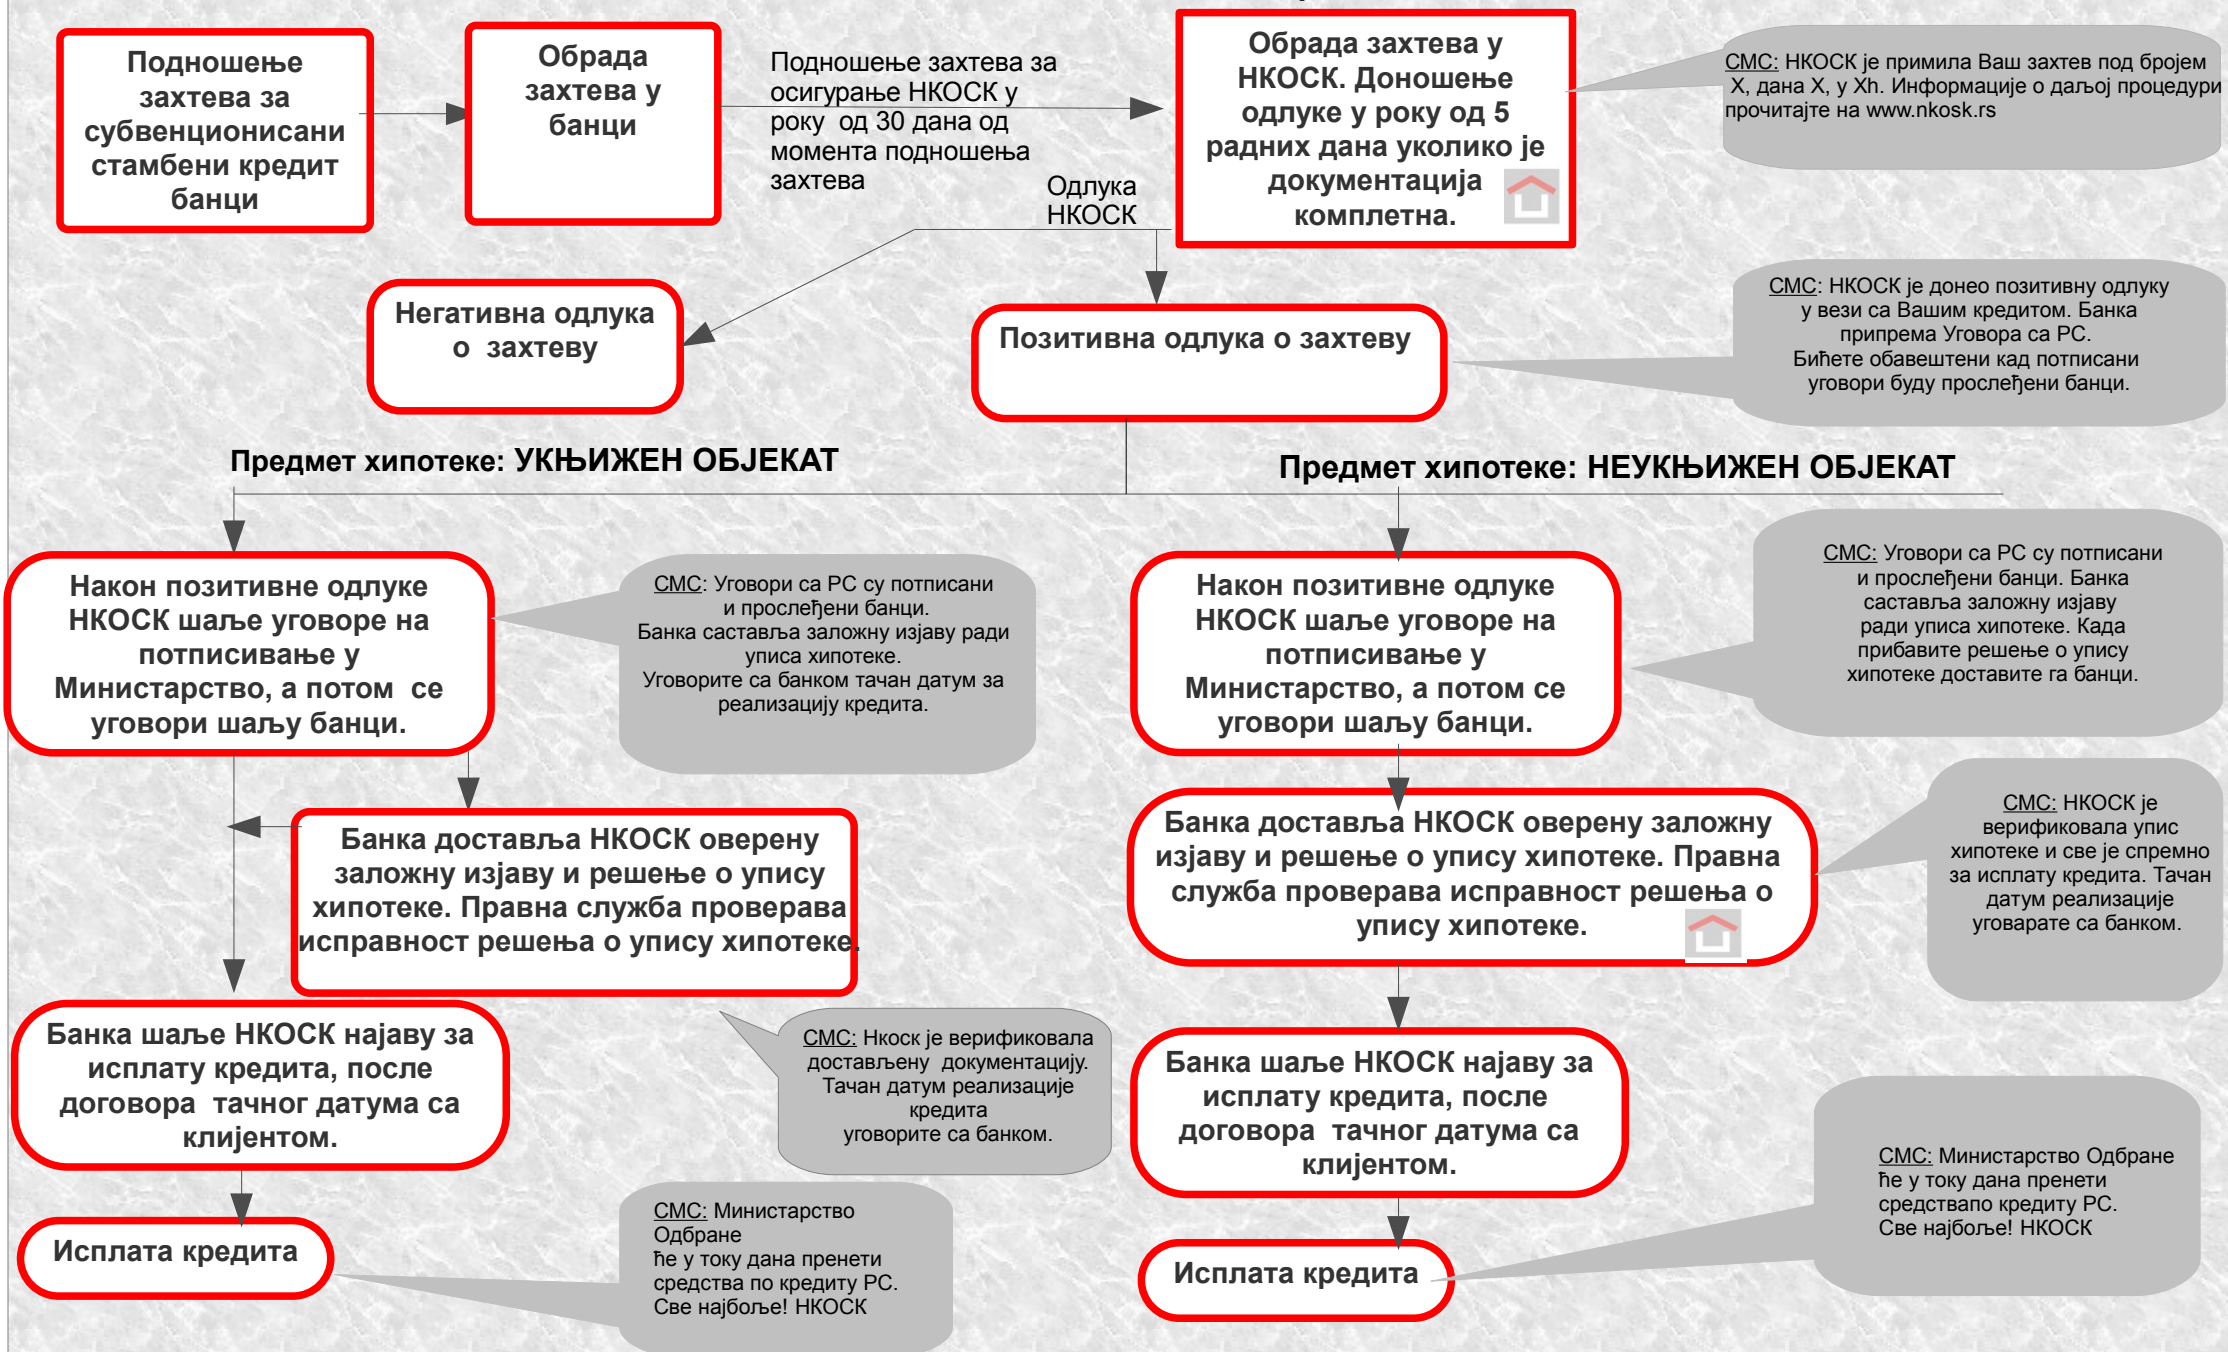 Подношење
захтева за
субвенционисани
стамбени кредит
банци
Обрада
захтева у
банци
Подношење захтева за
осигурање НКОСК у
року од 30 дана од
момента подношења
захтева
Обрада захтева у
НКОСК. Доношење
одлуке у року од 5
радних дана уколико је
документација
комплетна.
СМС: НКОСК је примила Ваш захтев под бројем
Х, дана Х, у Хh. Информације о даљој процедури
прочитајте на www.nkosk.rs
Одлука
НКОСК
Негативна одлука
о захтеву
Позитивна одлука о захтеву
СМС: НКОСК је донео позитивну одлуку
у вези са Вашим кредитом. Банка
припрема Уговора са РС.
Бићете обавештени кад потписани
уговори буду прослеђени банци.
Предмет хипотеке: УКЊИЖЕН ОБЈЕКАТ
Предмет хипотеке: НЕУКЊИЖЕН ОБЈЕКАТ
Након позитивне одлуке
НКОСК шаље уговоре на
потписивање у
Министарство, а потом се
уговори шаљу банци.
СМС: Уговори са РС су потписани
и прослеђени банци.
Банка саставља заложну изјаву ради
уписа хипотеке.
Уговорите са банком тачан датум за
реализацију кредита.
Банка доставља НКОСК оверену
заложну изјаву и решење о упису
хипотеке. Правна служба проверава
исправност решења о упису хипотеке.
СМС: Нкоск је верификовала
достављену документацију.
Тачан датум реализације
кредита
уговорите са банком.
Банка шаље НКОСК најаву за
исплату кредита, после
договора тачног датума са
клијентом.
Исплата кредита
СМС: Министарство
Одбране
ће у току дана пренети
средства по кредиту РС.
Све најбоље! НКОСК
Након позитивне одлуке
НКОСК шаље уговоре на
потписивање у
Министарство, а потом се
уговори шаљу банци.
СМС: Уговори са РС су потписани
и прослеђени банци. Банка
саставља заложну изјаву
ради уписа хипотеке. Када
прибавите решење о упису
хипотеке доставите га банци.
Банка доставља НКОСК оверену заложну
изјаву и решење о упису хипотеке. Правна
служба проверава исправност решења о
упису хипотеке.
СМС: НКОСК је
верификовала упис
хипотеке и све је спремно
за исплату кредита. Тачан
датум реализације
уговарате са банком.
Банка шаље НКОСК најаву за
исплату кредита, после
договора тачног датума са
клијентом.
Исплата кредита
СМС: Министарство Одбране
ће у току дана пренети
средствапо кредиту РС.
Све најбоље! НКОСК